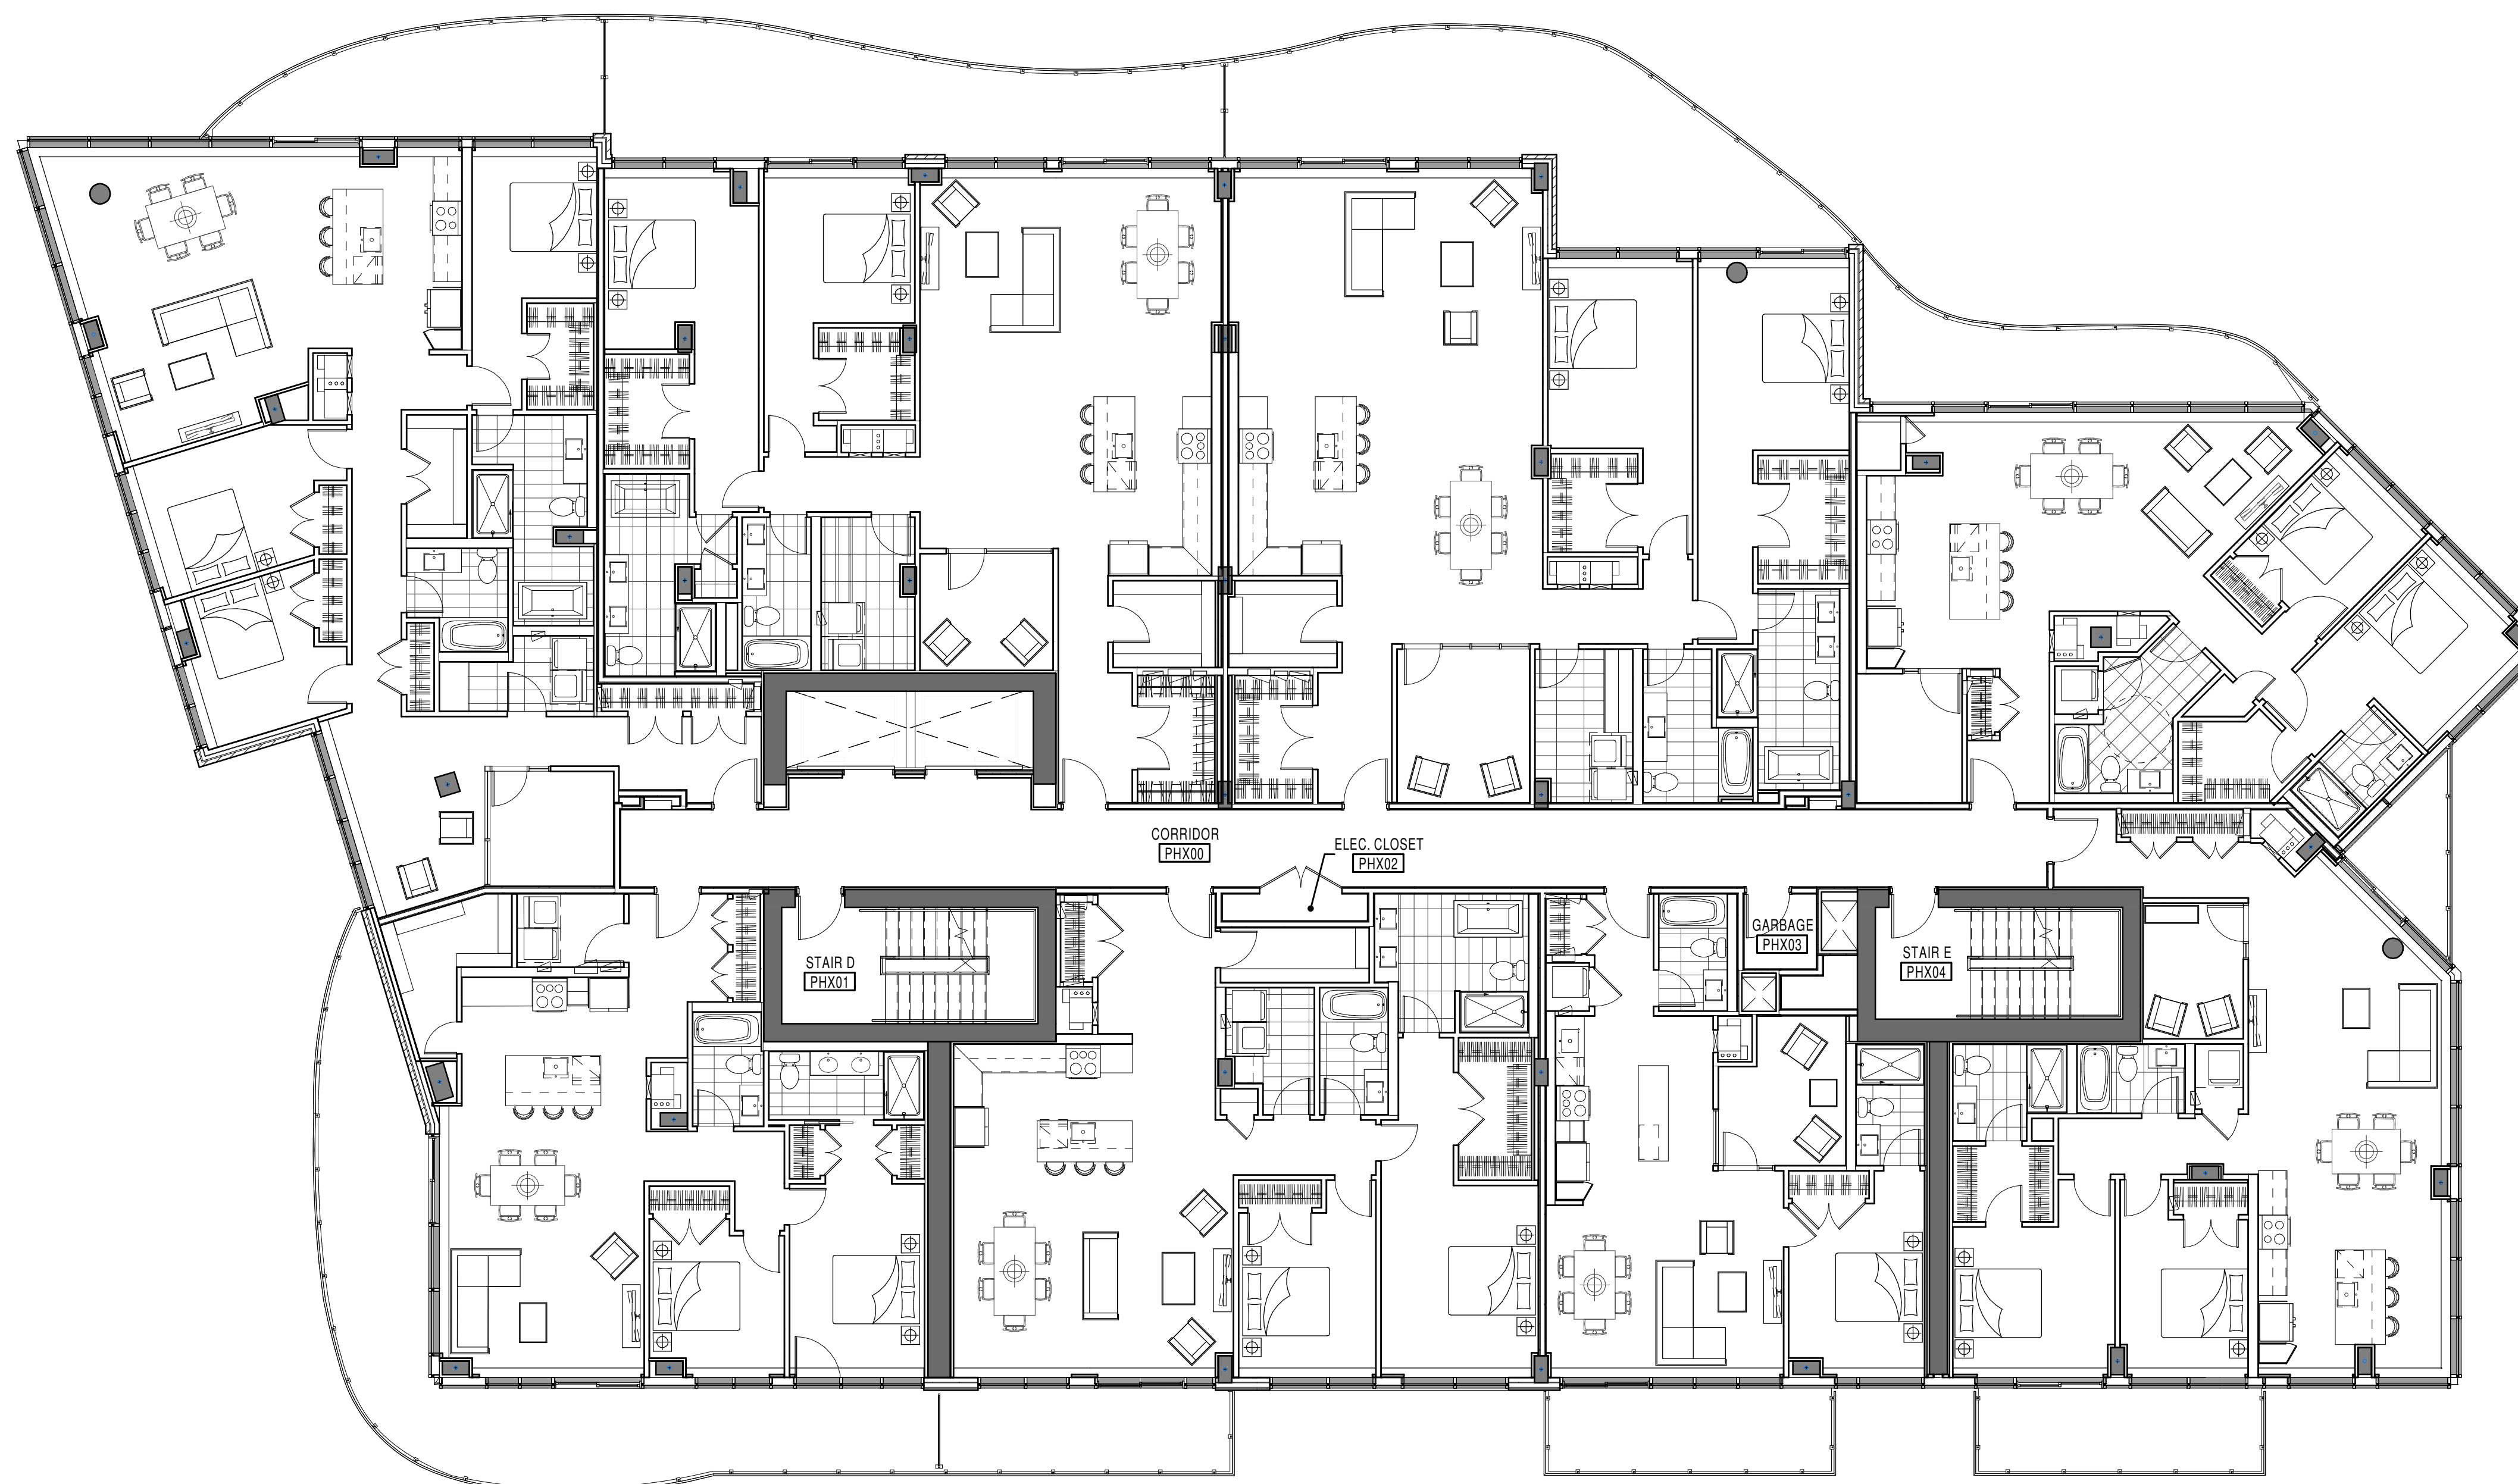 CORRIDOR
PHX00
ELEC. CLOSET
PHX02
GARBAGE
PHX03
STAIR D
PHX01
STAIR E
PHX04